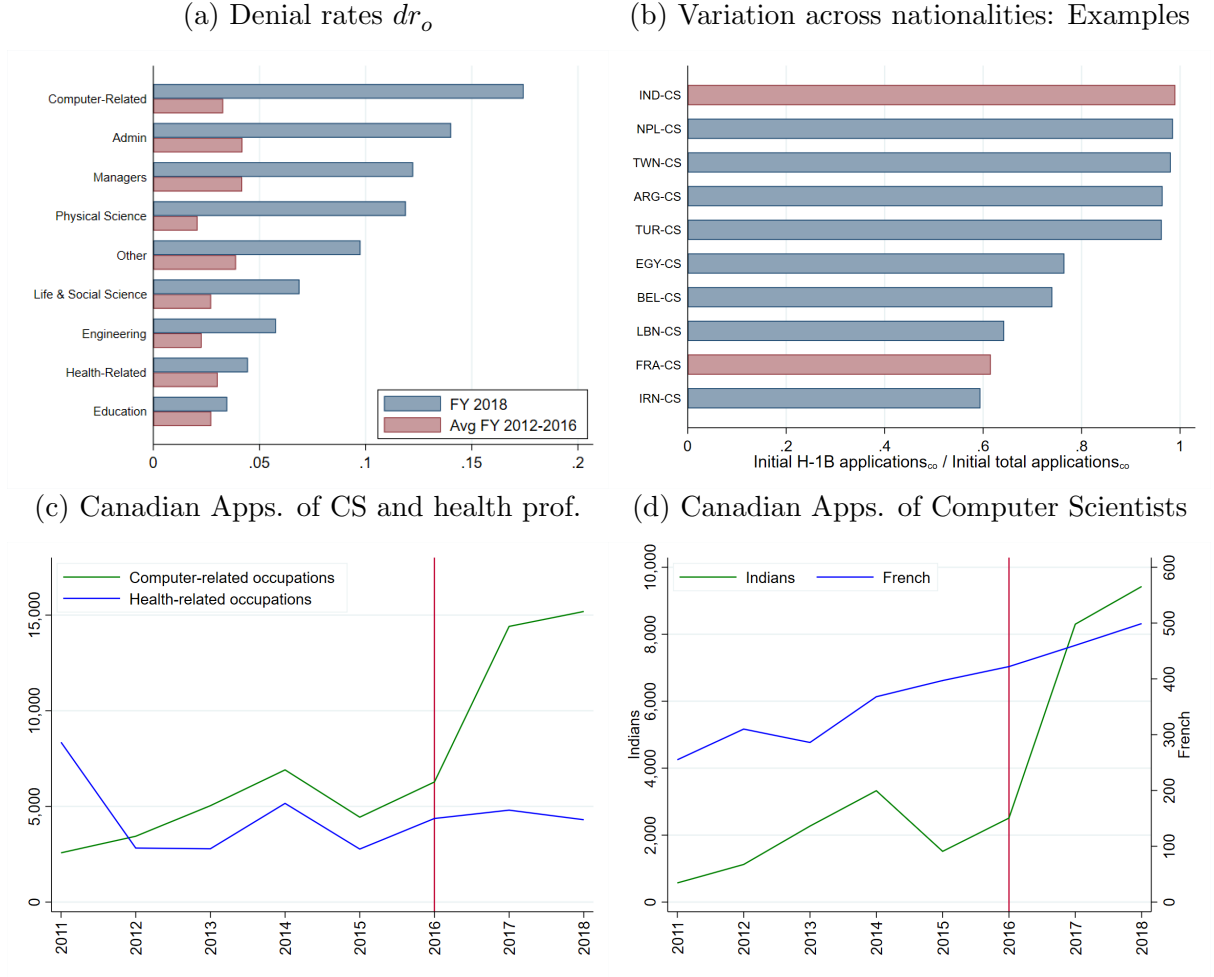 (a) Denial rates dr_o
Computer-Related
Admin
Managers
Physical Science
Other
Life & Social Science
Engineering
Health-Related
Education
FY 2018
Avg FY 2012-2016
0 .05 .1 .15 .2
(b) Variation across nationalities: Examples
IND-CS
NPL-CS
TWN-CS
ARG-CS
TUR-CS
EGY-CS
BEL-CS
LBN-CS
FRA-CS
IRN-CS
0 .2 .4 .6 .8 1
Initial H-1B applications_co / Initial total applications_co
(c) Canadian Apps. of CS and health prof.
Computer-related occupations
Health-related occupations
15,000
10,000
5,000
0
2011 2012 2013 2014 2015 2016 2017 2018
(d) Canadian Apps. of Computer Scientists
Indians French
Indians
10,000
8,000
6,000
4,000
2,000
0
French
600
500
400
300
200
100
0
2011 2012 2013 2014 2015 2016 2017 2018